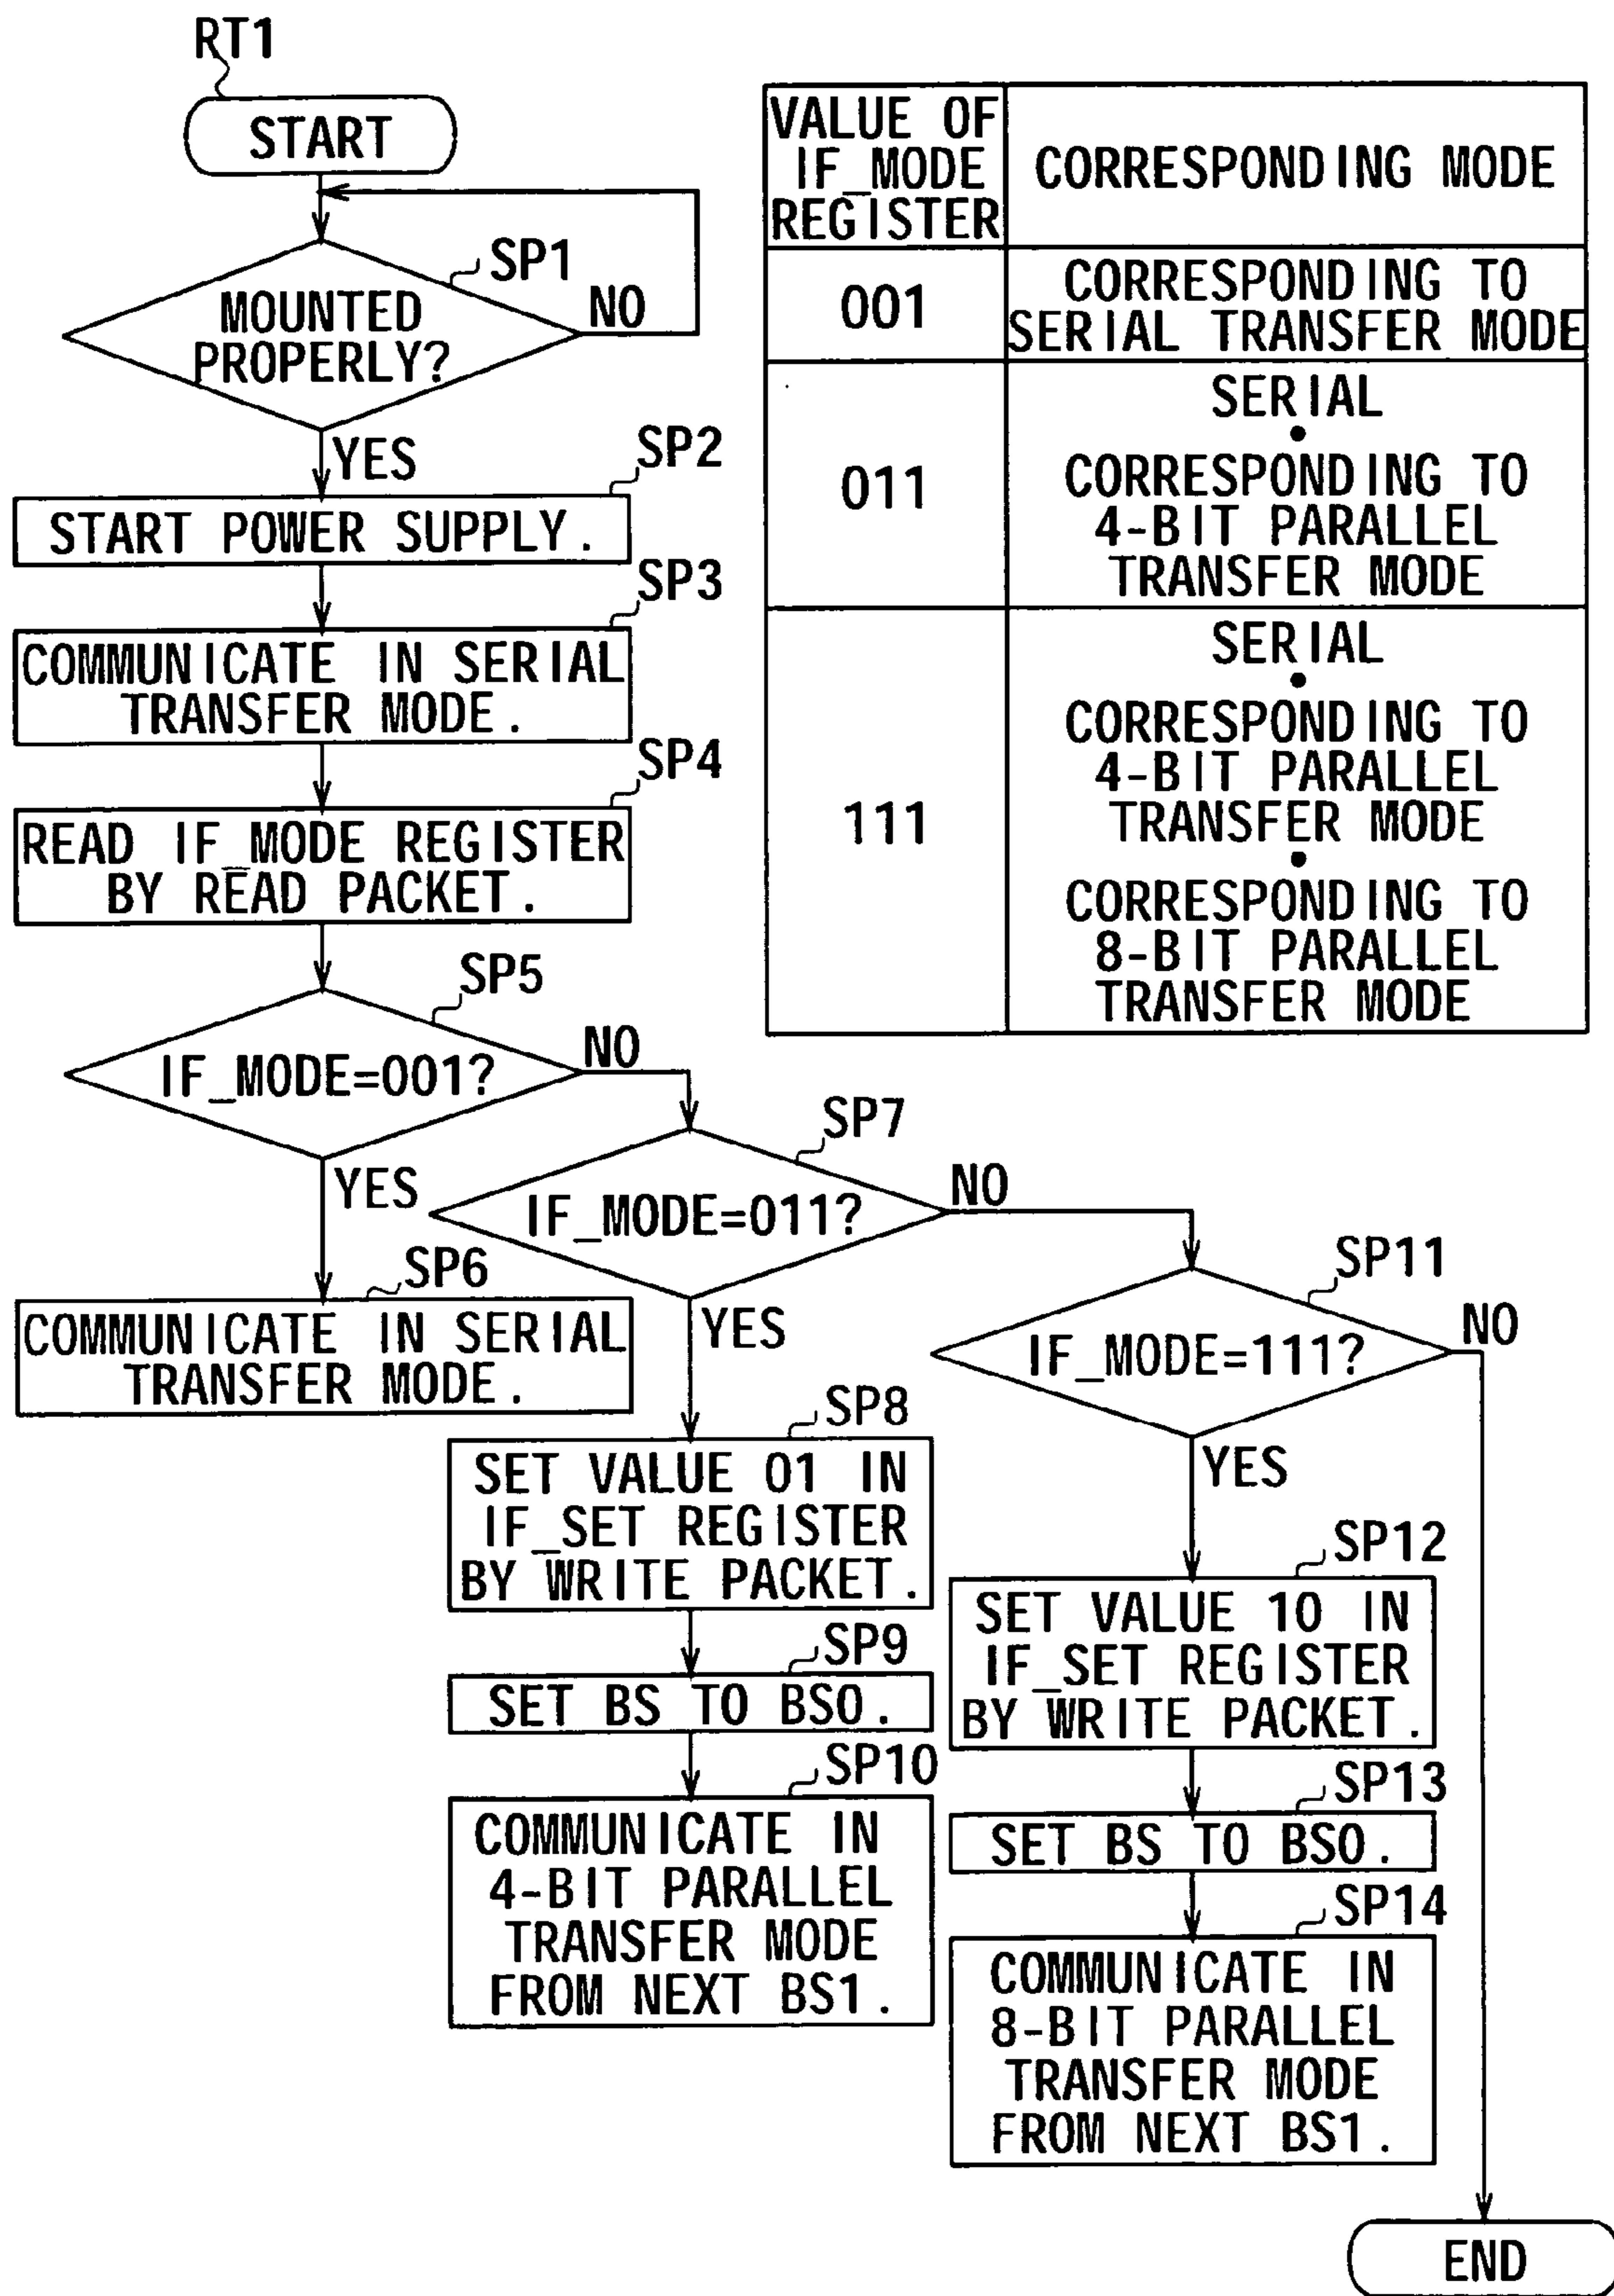 RT1
START
SP1
MOUNTED
PROPERLY?
NO
YES
SP2
START POWER SUPPLY.
SP3
COMMUNICATE IN SERIAL
TRANSFER MODE.
SP4
READ IF_MODE REGISTER
BY READ PACKET.
SP5
IF_MODE=001?
NO
YES
SP6
COMMUNICATE IN SERIAL
TRANSFER MODE.
SP7
IF_MODE=011?
NO
YES
SP8
SET VALUE 01 IN
IF_SET REGISTER
BY WRITE PACKET.
SP9
SET BS TO BS0.
SP10
COMMUNICATE IN
4-BIT PARALLEL
TRANSFER MODE
FROM NEXT BS1.
SP11
IF_MODE=111?
NO
YES
SP12
SET VALUE 10 IN
IF_SET REGISTER
BY WRITE PACKET.
SP13
SET BS TO BS0.
SP14
COMMUNICATE IN
8-BIT PARALLEL
TRANSFER MODE
FROM NEXT BS1.
END
VALUE OF
IF_MODE
REGISTER
CORRESPONDING MODE
001
CORRESPONDING TO
SERIAL TRANSFER MODE
011
SERIAL
•
CORRESPONDING TO
4-BIT PARALLEL
TRANSFER MODE
111
SERIAL
•
CORRESPONDING TO
4-BIT PARALLEL
TRANSFER MODE
•
CORRESPONDING TO
8-BIT PARALLEL
TRANSFER MODE